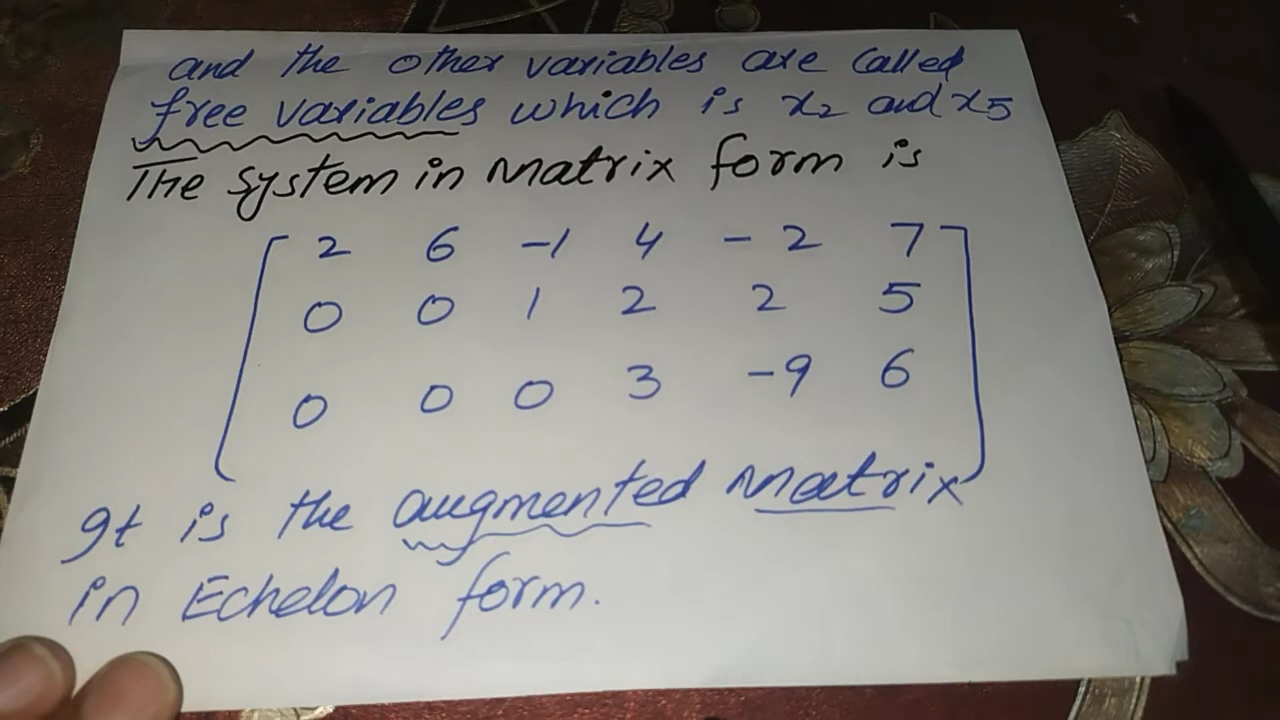 and the other variables are called
free variables which is x₂ and x₅
The system in Matrix form is
2 6 -1 4 -2 7
0 0 1 2 2 5
0 0 0 3 -9 6
It is the augmented Matrix
in Echelon form.